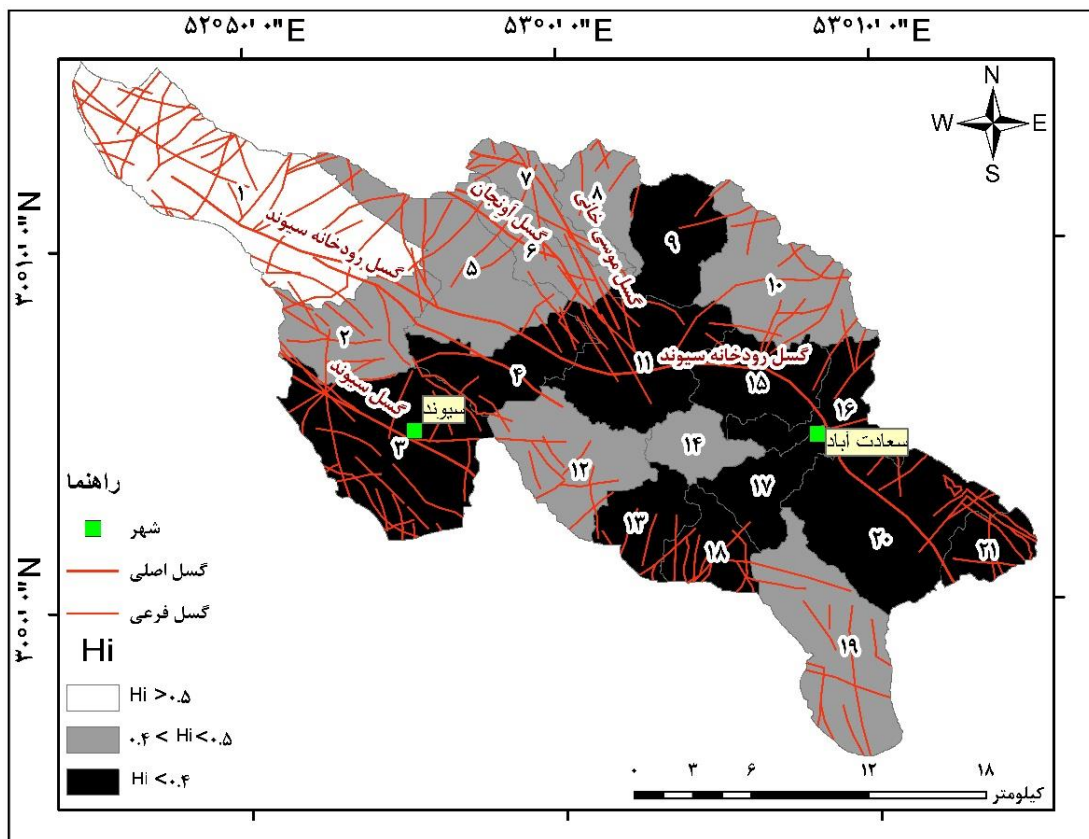 ۵۲°۵۰'۰"E
۵۳°۰'۰"E
۵۳°۱۰'۰"E
N
W
E
S
۳۰°۱۰'۰"N
۳۰°۰'۰"N
۱
۲
۳
۴
۵
۶
۷
۸
۹
۱۰
۱۱
۱۲
۱۳
۱۴
۱۵
۱۶
۱۷
۱۸
۱۹
۲۰
۲۱
گسل رودخانه سیوند
گسل آونجان
گسل موسی خانی
گسل رودخانه سیوند
گسل سیوند
سیوند
سعادت آباد
راهنما
شهر
گسل اصلی
گسل فرعی
Hi
Hi >۰.۵
۰.۴ < Hi<۰.۵
Hi <۰.۴
۰ ۳ ۶ ۱۲ ۱۸
کیلومتر